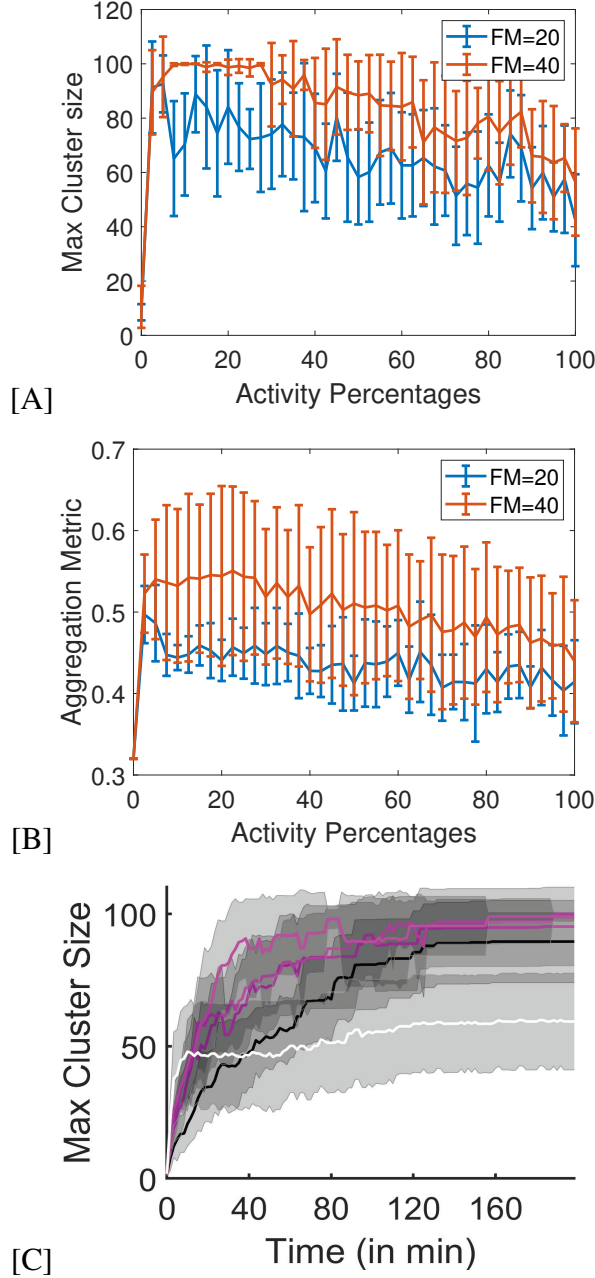 120
100
80
60
40
20
0
Max Cluster size
FM=20
FM=40
0 20 40 60 80 100
Activity Percentages
[A]
0.7
0.6
0.5
0.4
0.3
Aggregation Metric
FM=20
FM=40
0 20 40 60 80 100
Activity Percentages
[B]
100
50
0
Max Cluster Size
0 40 80 120 160
Time (in min)
[C]